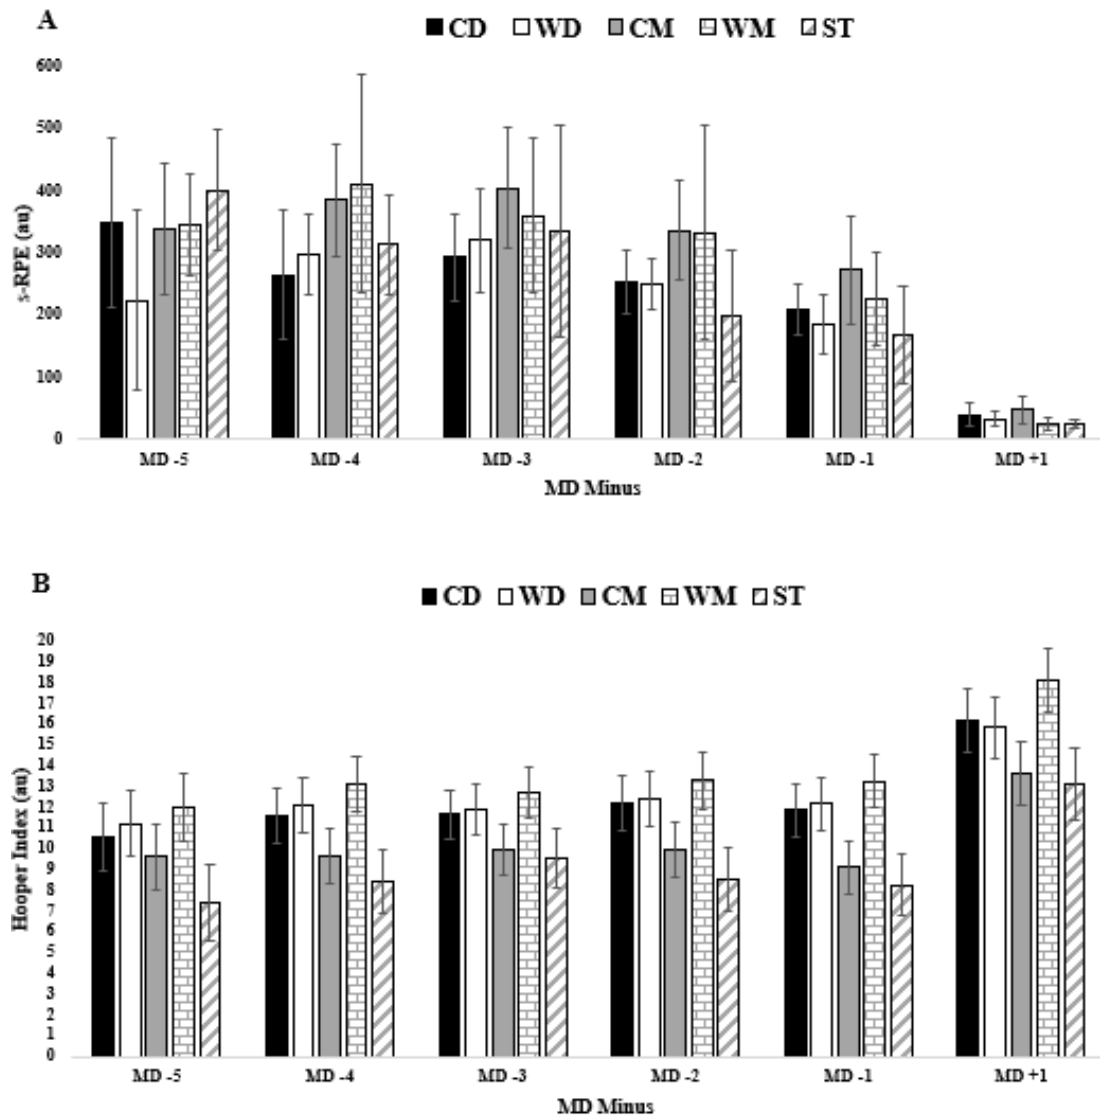 A
CD WD CM WM ST
600
500
400
300
200
100
0
s-RPE (au)
MD -5 MD -4 MD -3 MD -2 MD -1 MD +1
MD Minus
B
CD WD CM WM ST
20
19
18
17
16
15
14
13
12
11
10
9
8
7
6
5
4
3
2
1
0
Hooper Index (au)
MD -5 MD -4 MD -3 MD -2 MD -1 MD +1
MD Minus